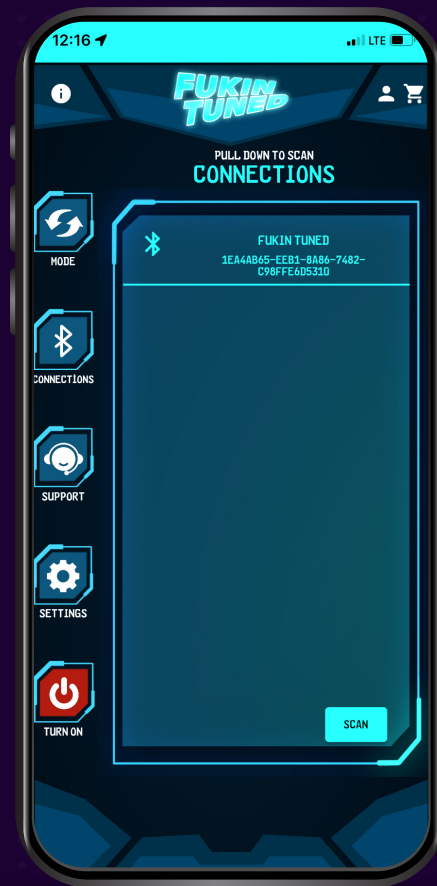 12:16
LTE
FUKIN
TUNED
PULL DOWN TO SCAN
CONNECTIONS
MODE
FUKIN TUNED
1EA4AB65-EEB1-8A86-7482-
C98FFE6D5310
CONNECTIONS
SUPPORT
SETTINGS
TURN ON
SCAN